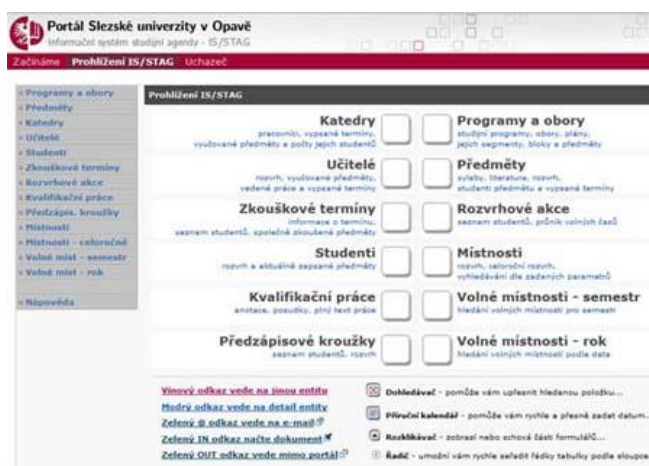 Portál Slezské univerzity v Opavě
Informační systém studijní agendy - IS/STAG
Začínáme Prohlížení IS/STAG Uchazeč
» Programy a obory
» Předměty
» Katedry
» Učitelé
» Studenti
» Zkouškové termíny
» Rozvrhové akce
» Kvalifikační práce
» Předzápis. kroužky
» Místnosti
» Místnosti - celoročně
» Volné míst - semestr
» Volné míst - rok
» Nápověda
Prohlížení IS/STAG
Katedry
pracovníci, vypsané termíny,
vyučované předměty a počty jejich studentů
Programy a obory
studijní programy, obory, plány,
jejich segmenty, bloky a předměty
Učitelé
rozvrh, vyučované předměty,
vedené práce a vypsané termíny
Předměty
syláby, literatura, rozvrh,
studenti předmětu a vypsané termíny
Zkouškové termíny
informace o termínu,
seznam studentů, společně zkoušené předměty
Rozvrhové akce
seznam studentů, průnik volných časů
Studenti
rozvrh a aktuálně zapsané předměty
Místnosti
rozvrh, celoroční rozvrh,
vyhledávání dle zadaných parametrů
Kvalifikační práce
anotace, posudky, plný text práce
Volné místnosti - semestr
hledání volných místností pro semestr
Předzápisové kroužky
seznam studentů, rozvrh
Volné místnosti - rok
hledání volných místností podle data
Vínový odkaz vede na jinou entitu
Modrý odkaz vede na detail entity
Zelený @ odkaz vede na e-mail
Zelený IN odkaz načte dokument
Zelený OUT odkaz vede mimo portál
Dohledávač - pomůže vám upřesnit hledanou položku...
Příruční kalendář - pomůže vám rychle a přesně zadat datum.
Rozklikávač - zobrazí nebo schová části formulářů...
Řadič - umožní vám rychle seřadit řádky tabulky podle sloupce